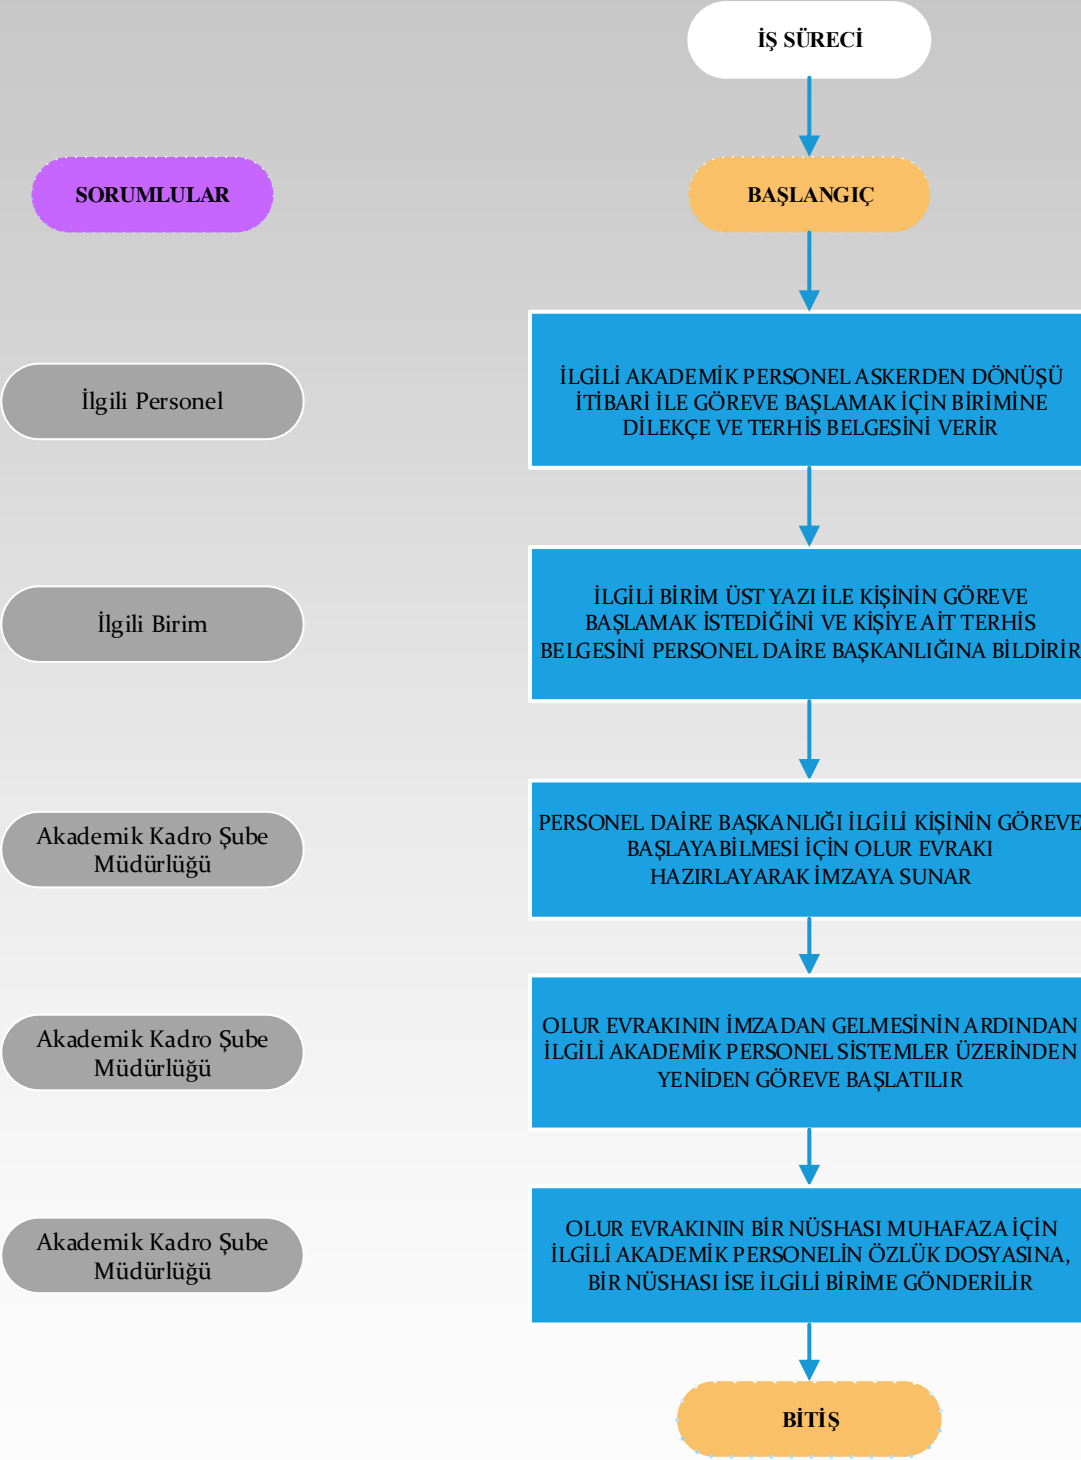 İŞ SÜRECİ
SORUMLULAR
BAŞLANGIÇ
İlgili Personel
İLGİLİ AKADEMİK PERSONEL ASKERDEN DÖNÜŞÜ
İTİBARİ İLE GÖREVE BAŞLAMAK İÇİN BİRİMİNE
DİLEKÇE VE TERHİS BELGESİNİ VERİR
İlgili Birim
İLGİLİ BİRİM ÜST YAZI İLE KİŞİNİN GÖREVE
BAŞLAMAK İSTEDİĞİNİ VE KİŞİYE AİT TERHİS
BELGESİNİ PERSONEL DAİRE BAŞKANLIĞINA BİLDİRİR
Akademik Kadro Şube
Müdürlüğü
PERSONEL DAİRE BAŞKANLIĞI İLGİLİ KİŞİNİN GÖREVE
BAŞLAYABİLMESİ İÇİN OLUR EVRAKI
HAZIRLAYARAK İMZAYA SUNAR
Akademik Kadro Şube
Müdürlüğü
OLUR EVRAKININ İMZADAN GELMESİNİN ARDINDAN
İLGİLİ AKADEMİK PERSONEL SİSTEMLER ÜZERİNDEN
YENİDEN GÖREVE BAŞLATILIR
Akademik Kadro Şube
Müdürlüğü
OLUR EVRAKININ BİR NÜSHASI MUHAFAZA İÇİN
İLGİLİ AKADEMİK PERSONELİN ÖZLÜK DOSYASINA,
BİR NÜSHASI İSE İLGİLİ BİRİME GÖNDERİLİR
BİTİŞ